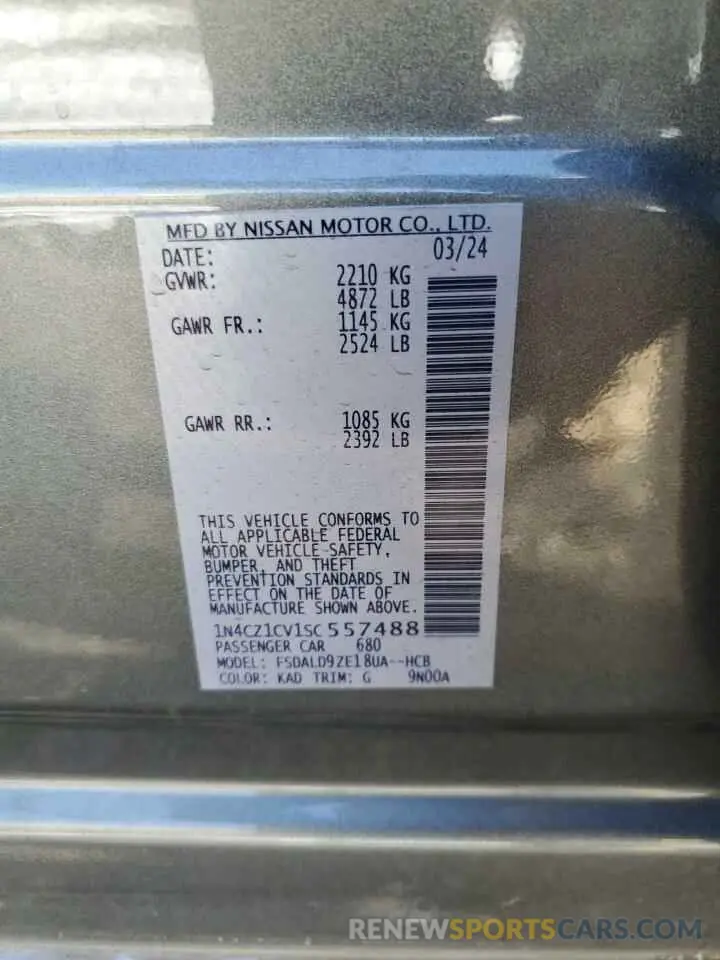 MFD BY NISSAN MOTOR CO., LTD.
DATE: 03/24
GVWR: 2210 KG
4872 LB
GAWR FR.: 1145 KG
2524 LB
GAWR RR.: 1085 KG
2392 LB
THIS VEHICLE CONFORMS TO
ALL APPLICABLE FEDERAL
MOTOR VEHICLE SAFETY,
BUMPER, AND THEFT
PREVENTION STANDARDS IN
EFFECT ON THE DATE OF
MANUFACTURE SHOWN ABOVE.
1N4CZ1CV1SC557488
PASSENGER CAR 680
MODEL: FSDALD9ZE18UA--HCB
COLOR: KAD TRIM: G 9N00A
RENEWSPORTSCARS.COM